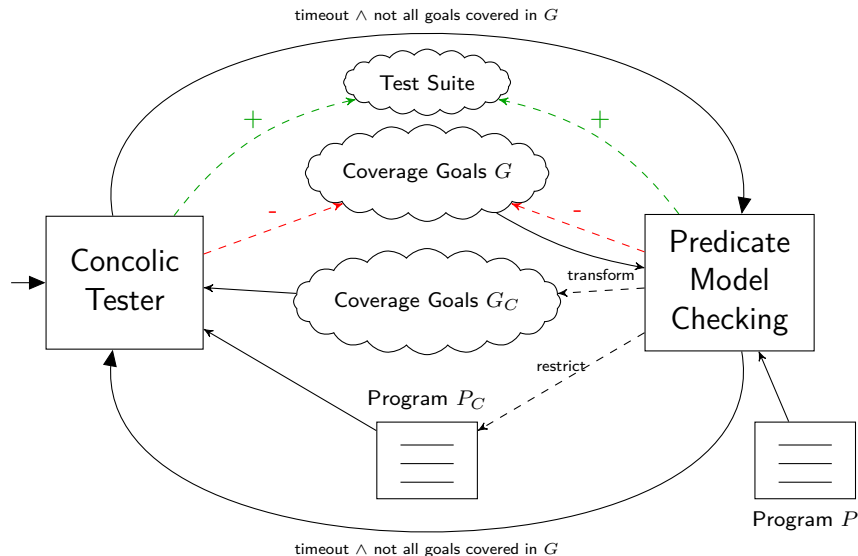 timeout ∧ not all goals covered in G
Test Suite
+
+
Coverage Goals G
-
-
Concolic
Tester
Predicate
Model
Checking
transform
Coverage Goals G_C
restrict
Program P_C
Program P
timeout ∧ not all goals covered in G